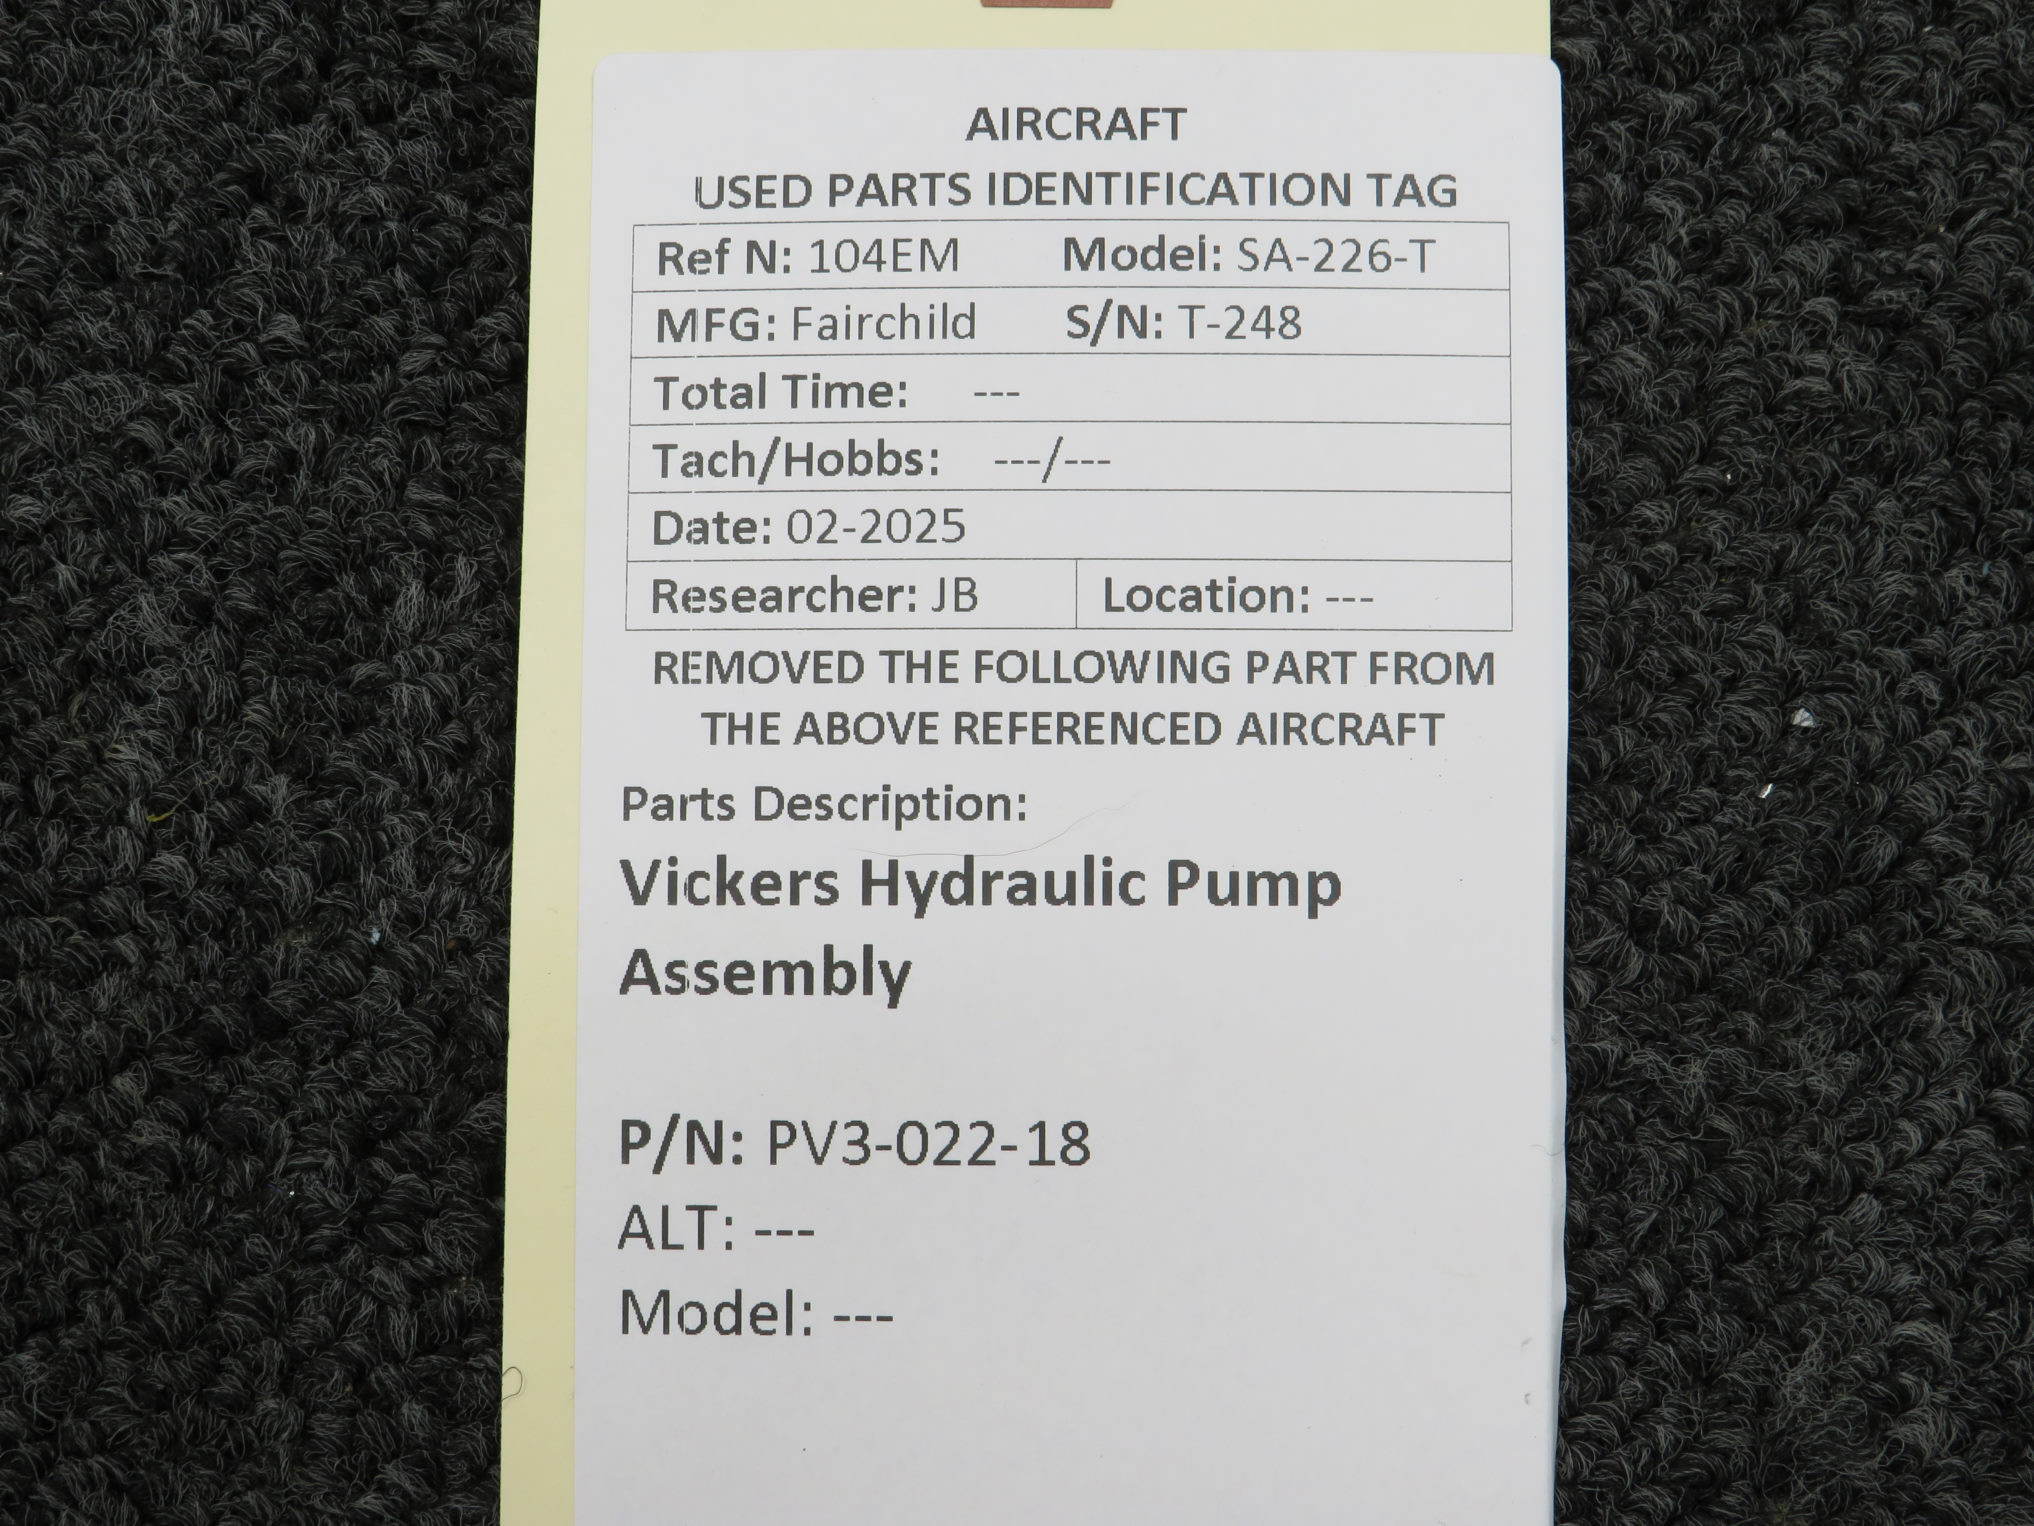 AIRCRAFT
USED PARTS IDENTIFICATION TAG
Ref N: 104EM Model: SA-226-T
MFG: Fairchild S/N: T-248
Total Time: ---
Tach/Hobbs: ---/---
Date: 02-2025
Researcher: JB Location: ---
REMOVED THE FOLLOWING PART FROM
THE ABOVE REFERENCED AIRCRAFT
Parts Description:
Vickers Hydraulic Pump
Assembly
P/N: PV3-022-18
ALT: ---
Model: ---